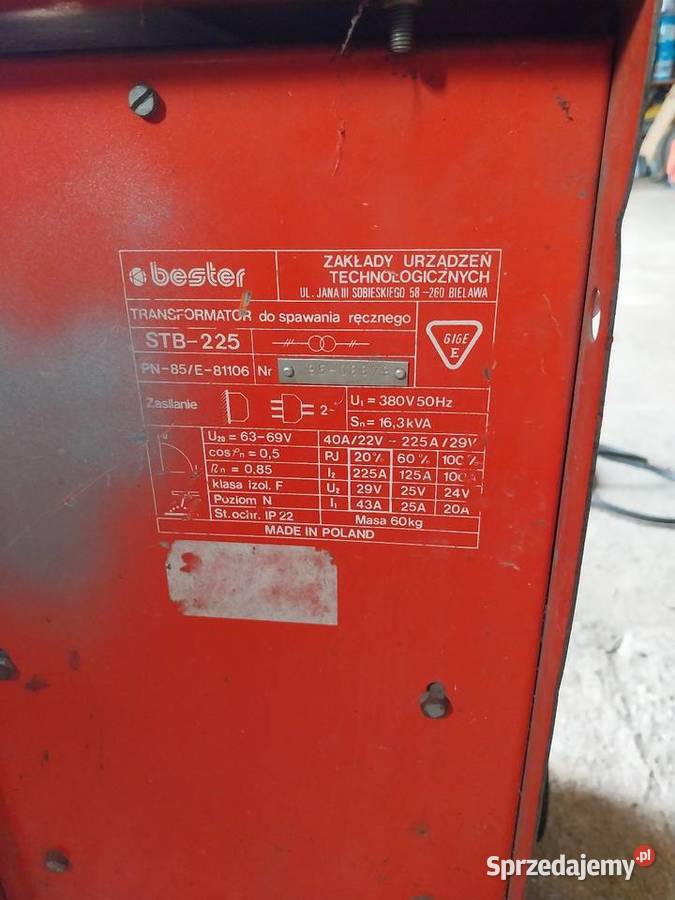 bester
ZAKŁADY URZĄDZEŃ
TECHNOLOGICZNYCH
UL. JANA III SOBIESKIEGO 58-260 BIELAWA
TRANSFORMATOR do spawania ręcznego
STB-225
GIGE
E
PN-85/E-81106 Nr
Zasilanie 2~ U₁ = 380V 50Hz
Sₙ = 16,3 kVA
U₂₀ = 63-69V 40A/22V - 225A/29V
cosφₙ = 0,5 PJ 20% 60% 100%
ηₙ = 0,85 I₂ 225A 125A 100A
klasa izol. F U₂ 29V 25V 24V
Poziom N I₁ 43A 25A 20A
St. ochr. IP 22 Masa 60kg
MADE IN POLAND
Sprzedajemy.pl